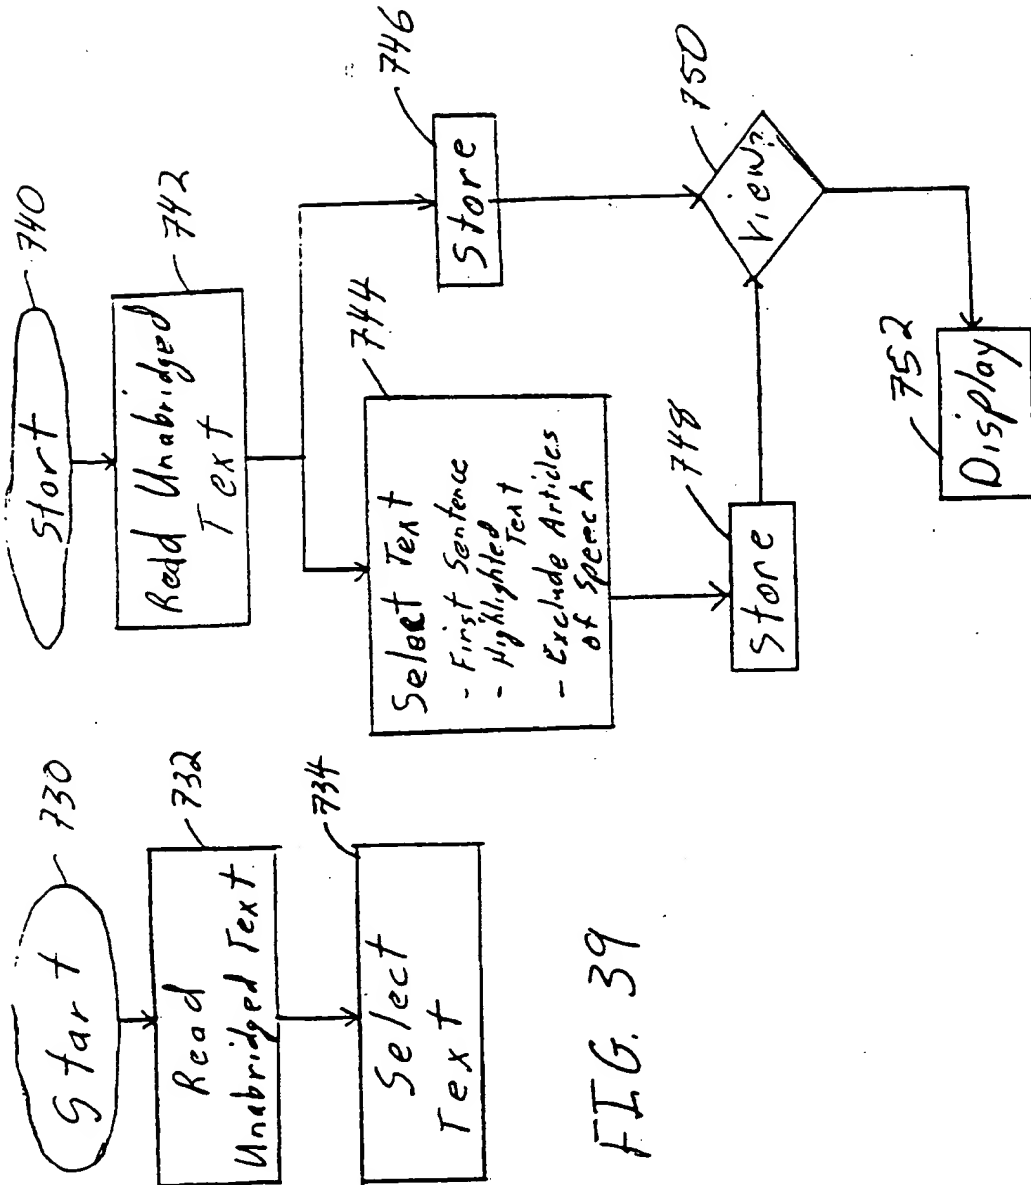 Start
730
Read
Unabridged Text
732
Select
Text
734
FIG. 39
Start
740
Read Unabridged
Text
742
Select Text
- First Sentence
- Highlighted
Text
- Exclude Articles
of Speech
744
Store
746
Store
748
View?
750
Display
752